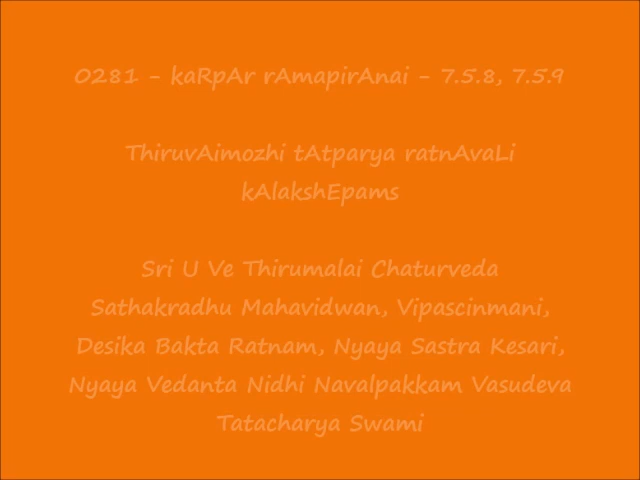 0281 - kaRpAr rAmapirAnai - 7.5.8, 7.5.9
ThiruvAimozhi tAtparya ratnAvaLi
kAlakshEpams
Sri U Ve Thirumalai Chaturveda
Sathakradhu Mahavidwan, Vipascinmani,
Desika Bakta Ratnam, Nyaya Sastra Kesari,
Nyaya Vedanta Nidhi Navalpakkam Vasudeva
Tatacharya Swami